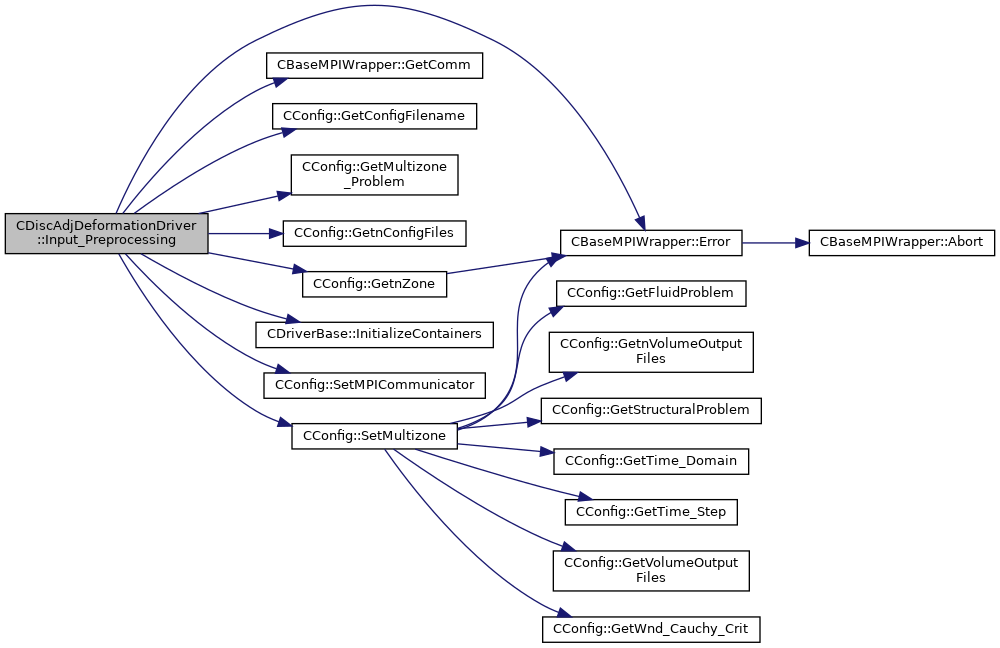 CDiscAdjDeformationDriver
::Input_Preprocessing
CBaseMPIWrapper::GetComm
CConfig::GetConfigFilename
CConfig::GetMultizone
_Problem
CConfig::GetnConfigFiles
CConfig::GetnZone
CDriverBase::InitializeContainers
CConfig::SetMPICommunicator
CConfig::SetMultizone
CBaseMPIWrapper::Error
CBaseMPIWrapper::Abort
CConfig::GetFluidProblem
CConfig::GetnVolumeOutput
Files
CConfig::GetStructuralProblem
CConfig::GetTime_Domain
CConfig::GetTime_Step
CConfig::GetVolumeOutput
Files
CConfig::GetWnd_Cauchy_Crit